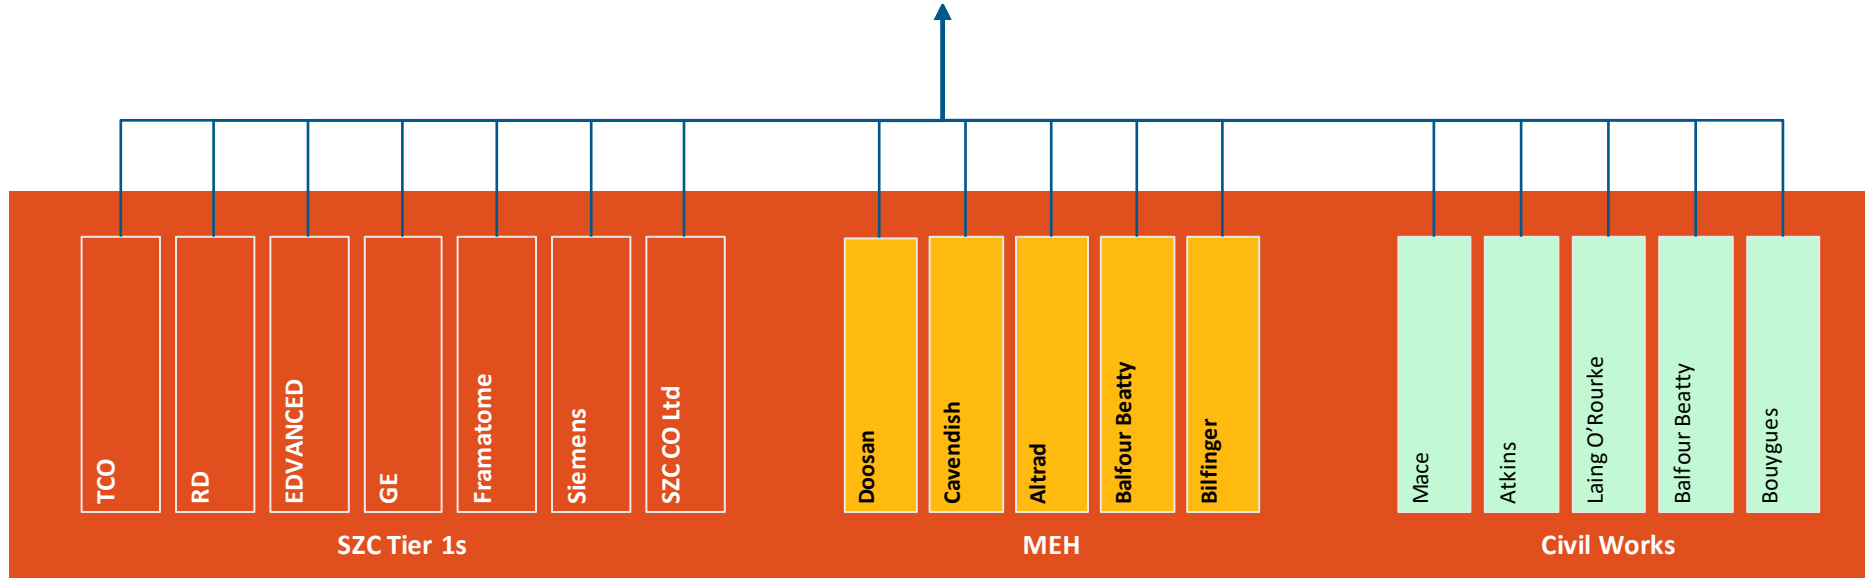 TCO
RD
EDVANCED
GE
Framatome
Siemens
SZC CO Ltd
SZC Tier 1s
Doosan
Cavendish
Altrad
Balfour Beatty
Bilfinger
MEH
Mace
Atkins
Laing O’Rourke
Balfour Beatty
Bouygues
Civil Works